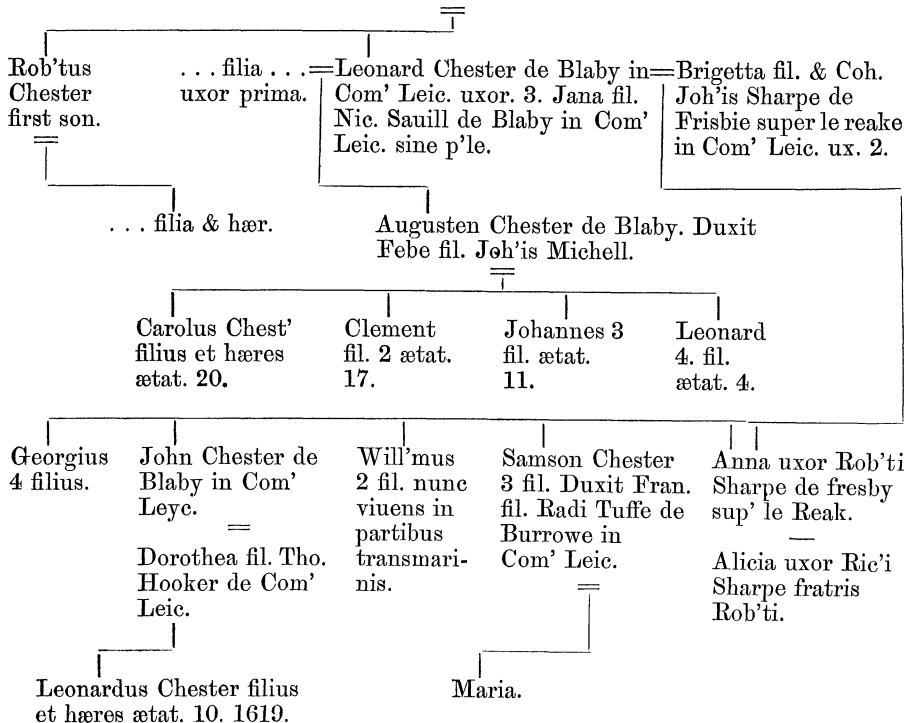 Rob'tus
Chester
first son.
. . . filia . . .
uxor prima.
Leonard Chester de Blaby in
Com' Leic. uxor. 3. Jana fil.
Nic. Sauill de Blaby in Com'
Leic. sine p'le.
Brigetta fil. & Coh.
Joh'is Sharpe de
Frisbie super le reake
in Com' Leic. ux. 2.
. . . filia & hær.
Augusten Chester de Blaby. Duxit
Febe fil. Joh'is Michell.
Carolus Chest'
filius et hæres
ætat. 20.
Clement
fil. 2 ætat.
17.
Johannes 3
fil. ætat.
11.
Leonard
4. fil.
ætat. 4.
Georgius
4 filius.
John Chester de
Blaby in Com'
Leyc.
Dorothea fil. Tho.
Hooker de Com'
Leic.
Will'mus
2 fil. nunc
viuens in
partibus
transmari-
nis.
Samson Chester
3 fil. Duxit Fran.
fil. Radi Tuffe de
Burrowe in
Com' Leic.
Anna uxor Rob'ti
Sharpe de fresby
sup' le Reak.
Alicia uxor Ric'i
Sharpe fratris
Rob'ti.
Leonardus Chester filius
et hæres ætat. 10. 1619.
Maria.